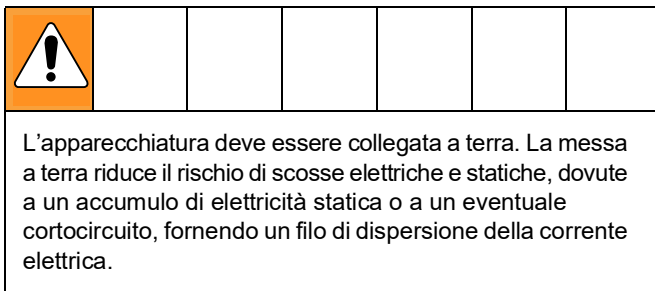 L’apparecchiatura deve essere collegata a terra. La messa
a terra riduce il rischio di scosse elettriche e statiche, dovute
a un accumulo di elettricità statica o a un eventuale
cortocircuito, fornendo un filo di dispersione della corrente
elettrica.